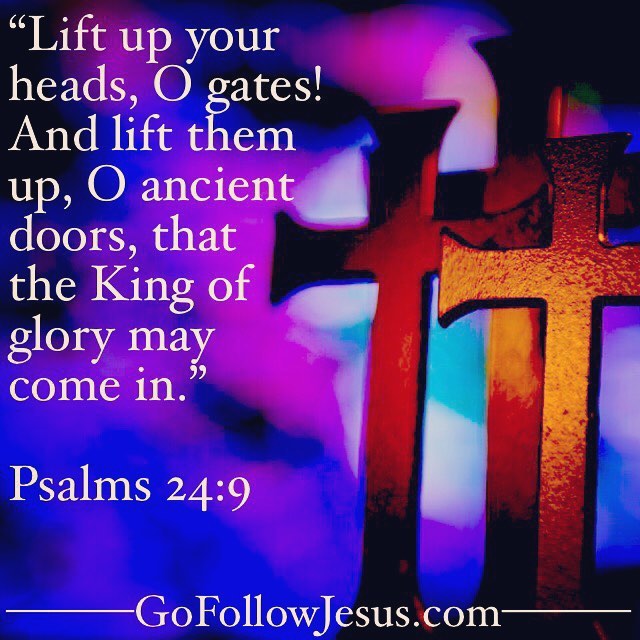 “Lift up your
heads, O gates!
And lift them
up, O ancient
doors, that
the King of
glory may
come in.”
Psalms 24:9
GoFollowJesus.com